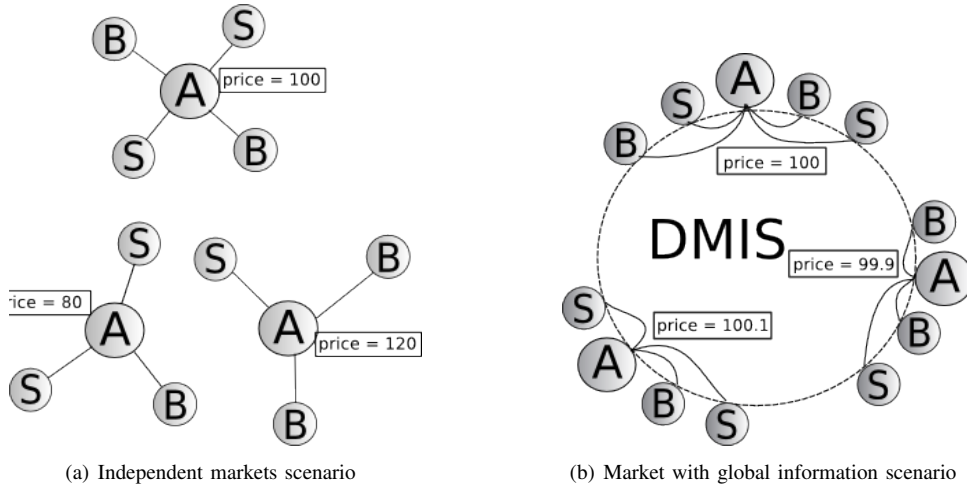 B
S
A
price = 100
S
B
S
S
B
rice = 80
A
A
price = 120
S
B
B
(a) Independent markets scenario
A
S
B
S
B
price = 100
B
DMIS
price = 99.9
A
S
price = 100.1
B
A
S
B
S
(b) Market with global information scenario